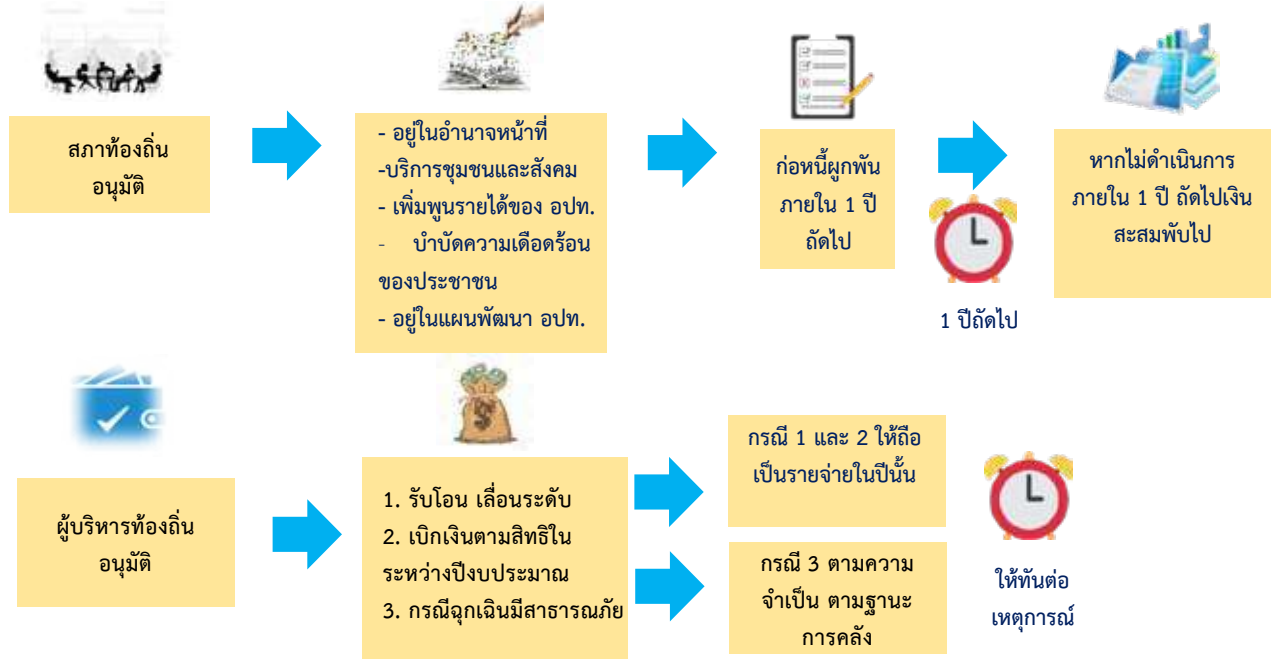 สภาท้องถิ่น
อนุมัติ
- อยู่ในอำนาจหน้าที่
-บริการชุมชนและสังคม
- เพิ่มพูนรายได้ของ อปท.
- บำบัดความเดือดร้อน
ของประชาชน
- อยู่ในแผนพัฒนา อปท.
ก่อหนี้ผูกพัน
ภายใน 1 ปี
ถัดไป
1 ปีถัดไป
หากไม่ดำเนินการ
ภายใน 1 ปี ถัดไปเงิน
สะสมพับไป
ผู้บริหารท้องถิ่น
อนุมัติ
1. รับโอน เลื่อนระดับ
2. เบิกเงินตามสิทธิใน
ระหว่างปีงบประมาณ
3. กรณีฉุกเฉินมีสาธารณภัย
กรณี 1 และ 2 ให้ถือ
เป็นรายจ่ายในปีนั้น
กรณี 3 ตามความ
จำเป็น ตามฐานะ
การคลัง
ให้ทันต่อ
เหตุการณ์